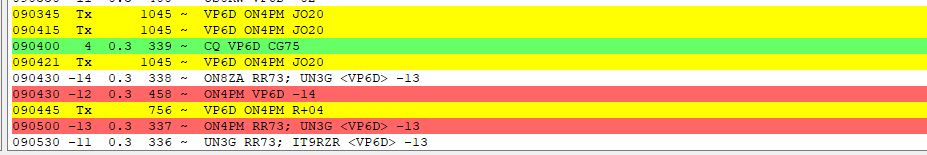 090345 Tx 1045 ~ VP6D ON4PM JO20
090415 Tx 1045 ~ VP6D ON4PM JO20
090400 4 0.3 339 ~ CQ VP6D CG75
090421 Tx 1045 ~ VP6D ON4PM JO20
090430 -14 0.3 338 ~ ON8ZA RR73; UN3G <VP6D> -13
090430 -12 0.3 458 ~ ON4PM VP6D -14
090445 Tx 756 ~ VP6D ON4PM R+04
090500 -13 0.3 337 ~ ON4PM RR73; UN3G <VP6D> -13
090530 -11 0.3 336 ~ UN3G RR73; IT9RZR <VP6D> -13